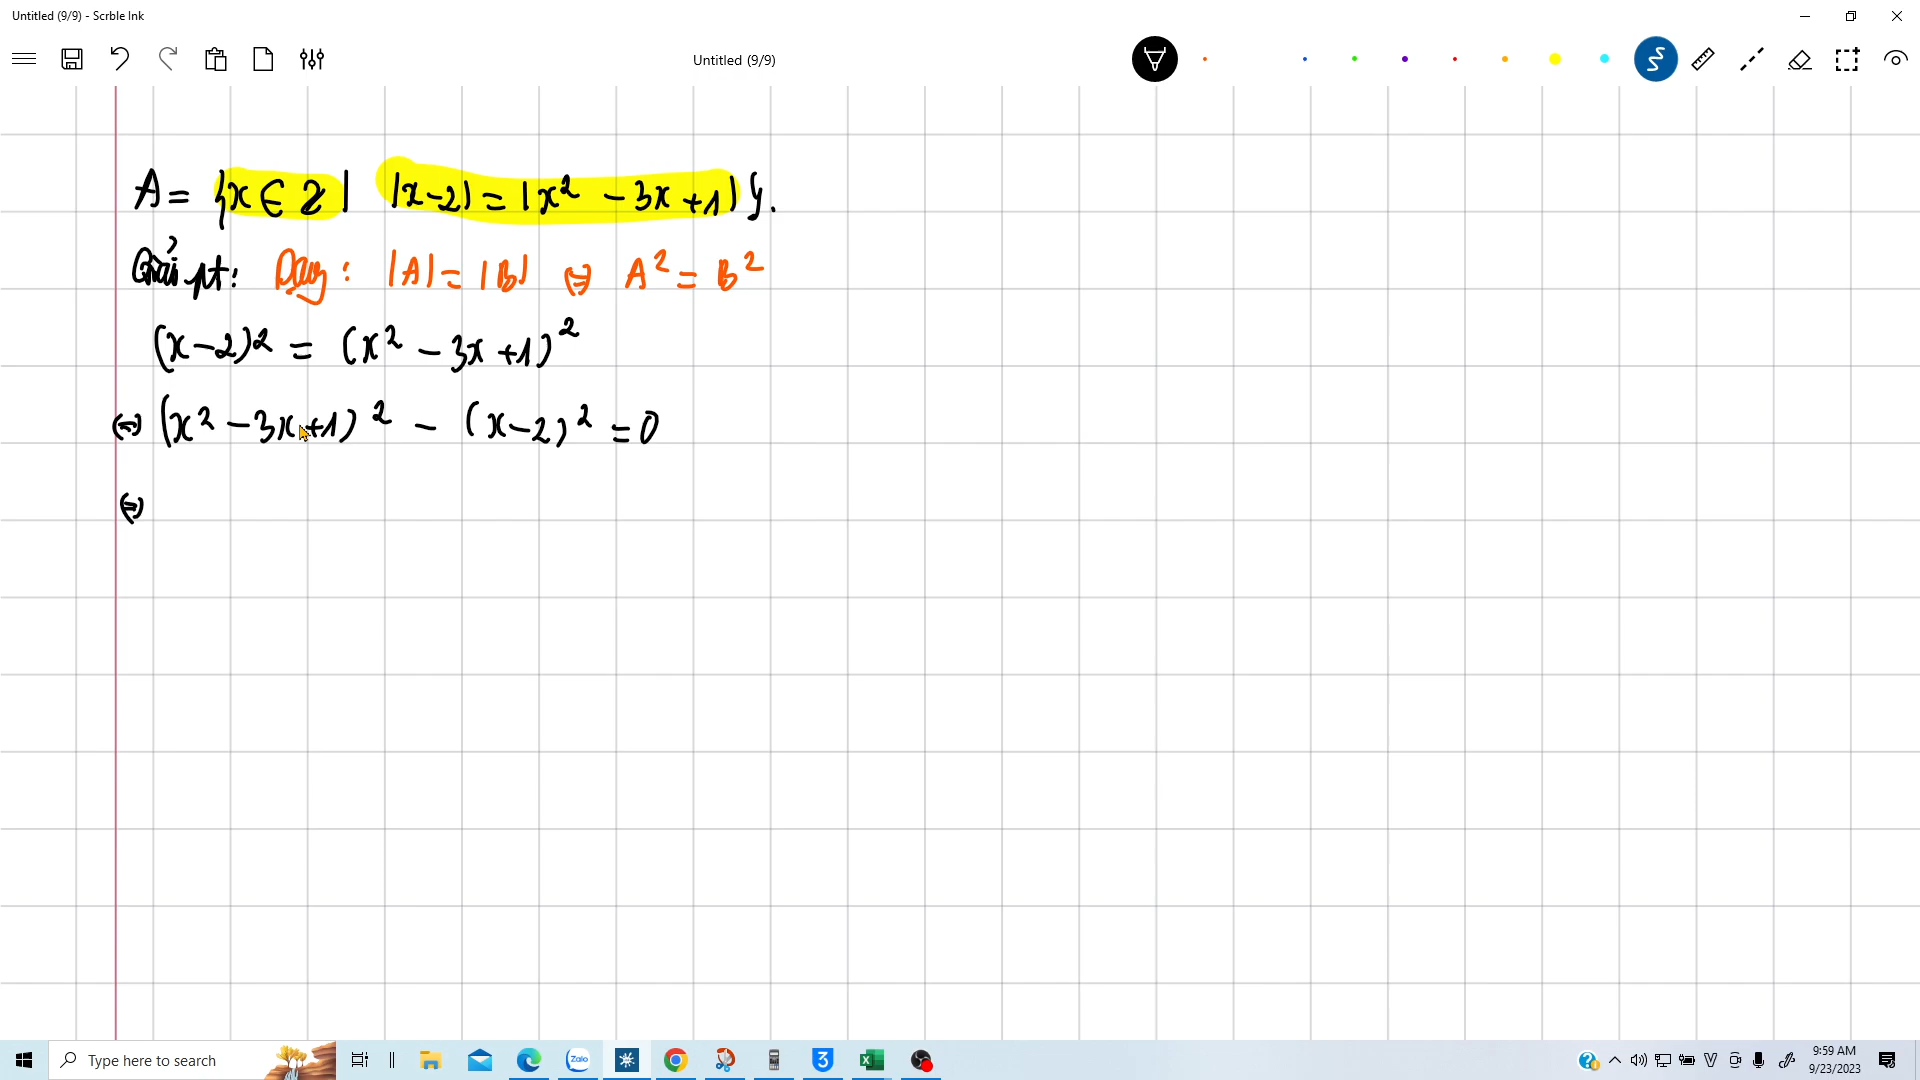 Untitled (9/9) - Scrble Ink
Untitled (9/9)
A = {x ∈ Z | |x-2| = |x² - 3x +1| }.
Giải pt: Dạng : |A| = |B| ⇔ A² = B²
(x-2)² = (x² - 3x +1)²
⇔ (x² - 3x +1)² - (x-2)² = 0
⇔
Type here to search
Zalo
3
9:59 AM
9/23/2023